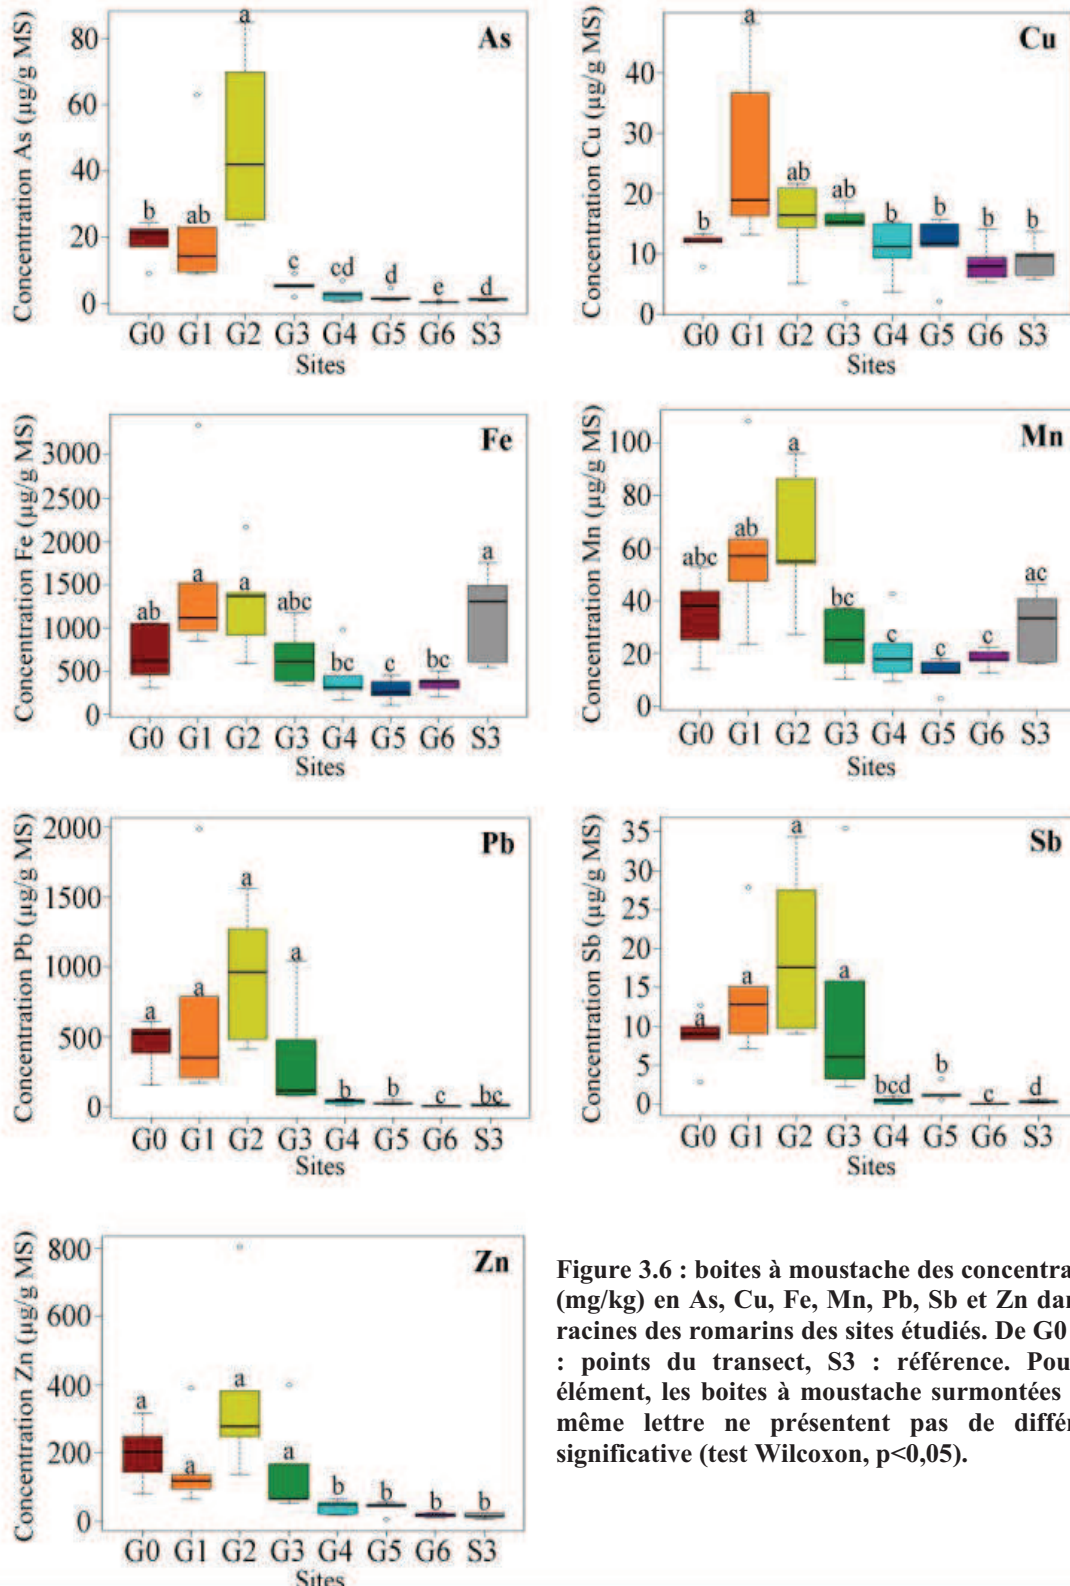 Concentration As (µg/g MS)
80
60
40
20
0
As
b
ab
a
c
cd
d
e
d
G0 G1 G2 G3 G4 G5 G6 S3
Sites
Concentration Cu (µg/g MS)
40
30
20
10
0
Cu
b
a
ab
ab
b
b
b
b
G0 G1 G2 G3 G4 G5 G6 S3
Sites
Concentration Fe (µg/g MS)
3000
2500
2000
1500
1000
500
0
Fe
ab
a
a
abc
bc
c
bc
a
G0 G1 G2 G3 G4 G5 G6 S3
Sites
Concentration Mn (µg/g MS)
100
80
60
40
20
0
Mn
abc
ab
a
bc
c
c
c
ac
G0 G1 G2 G3 G4 G5 G6 S3
Sites
Concentration Pb (µg/g MS)
2000
1500
1000
500
0
Pb
a
a
a
a
b
b
c
bc
G0 G1 G2 G3 G4 G5 G6 S3
Sites
Concentration Sb (µg/g MS)
35
30
25
20
15
10
5
0
Sb
a
a
a
a
bcd
b
c
d
G0 G1 G2 G3 G4 G5 G6 S3
Sites
Concentration Zn (µg/g MS)
800
600
400
200
0
Zn
a
a
a
a
b
b
b
b
G0 G1 G2 G3 G4 G5 G6 S3
Sites
Figure 3.6 : boites à moustache des concentra
(mg/kg) en As, Cu, Fe, Mn, Pb, Sb et Zn dan
racines des romarins des sites étudiés. De G0
: points du transect, S3 : référence. Pou
élément, les boites à moustache surmontées
même lettre ne présentent pas de différ
significative (test Wilcoxon, p<0,05).